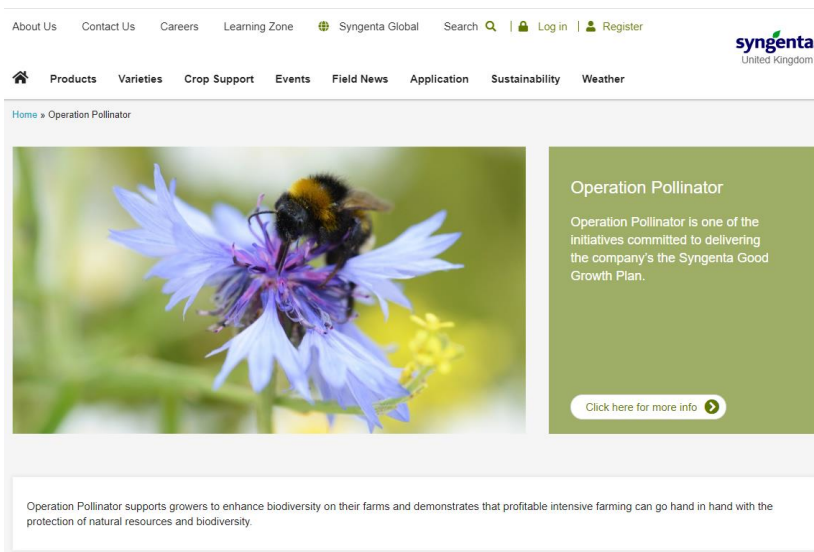 About Us Contact Us Careers Learning Zone Syngenta Global Search | Log in | Register
syngenta
United Kingdom
Products Varieties Crop Support Events Field News Application Sustainability Weather
Home » Operation Pollinator
Operation Pollinator
Operation Pollinator is one of the
initiatives committed to delivering
the company's the Syngenta Good
Growth Plan.
Click here for more info
Operation Pollinator supports growers to enhance biodiversity on their farms and demonstrates that profitable intensive farming can go hand in hand with the
protection of natural resources and biodiversity.